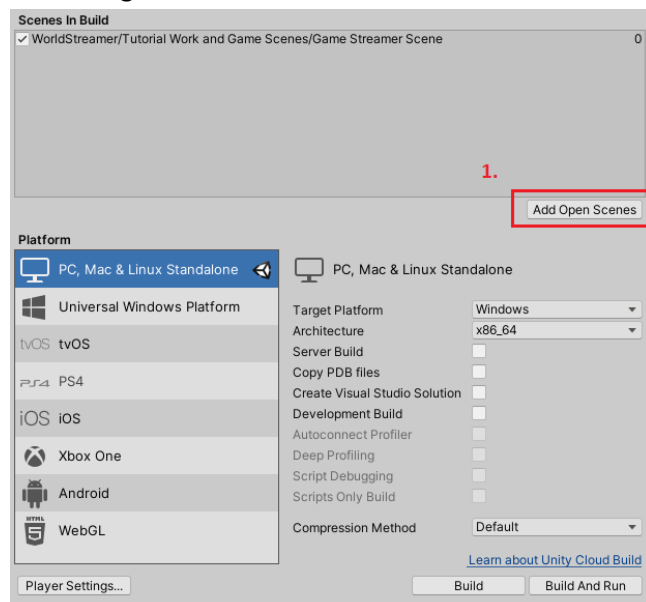 Scenes In Build
WorldStreamer/Tutorial Work and Game Scenes/Game Streamer Scene 0
1.
Add Open Scenes
Platform
PC, Mac & Linux Standalone
PC, Mac & Linux Standalone
Universal Windows Platform
Target Platform Windows
Architecture x86_64
tvOS tvOS
Server Build
Copy PDB files
PS4 PS4
Create Visual Studio Solution
Development Build
iOS iOS
Autoconnect Profiler
Deep Profiling
Xbox One
Script Debugging
Android
Scripts Only Build
HTML
5 WebGL
Compression Method Default
Learn about Unity Cloud Build
Player Settings... Build Build And Run